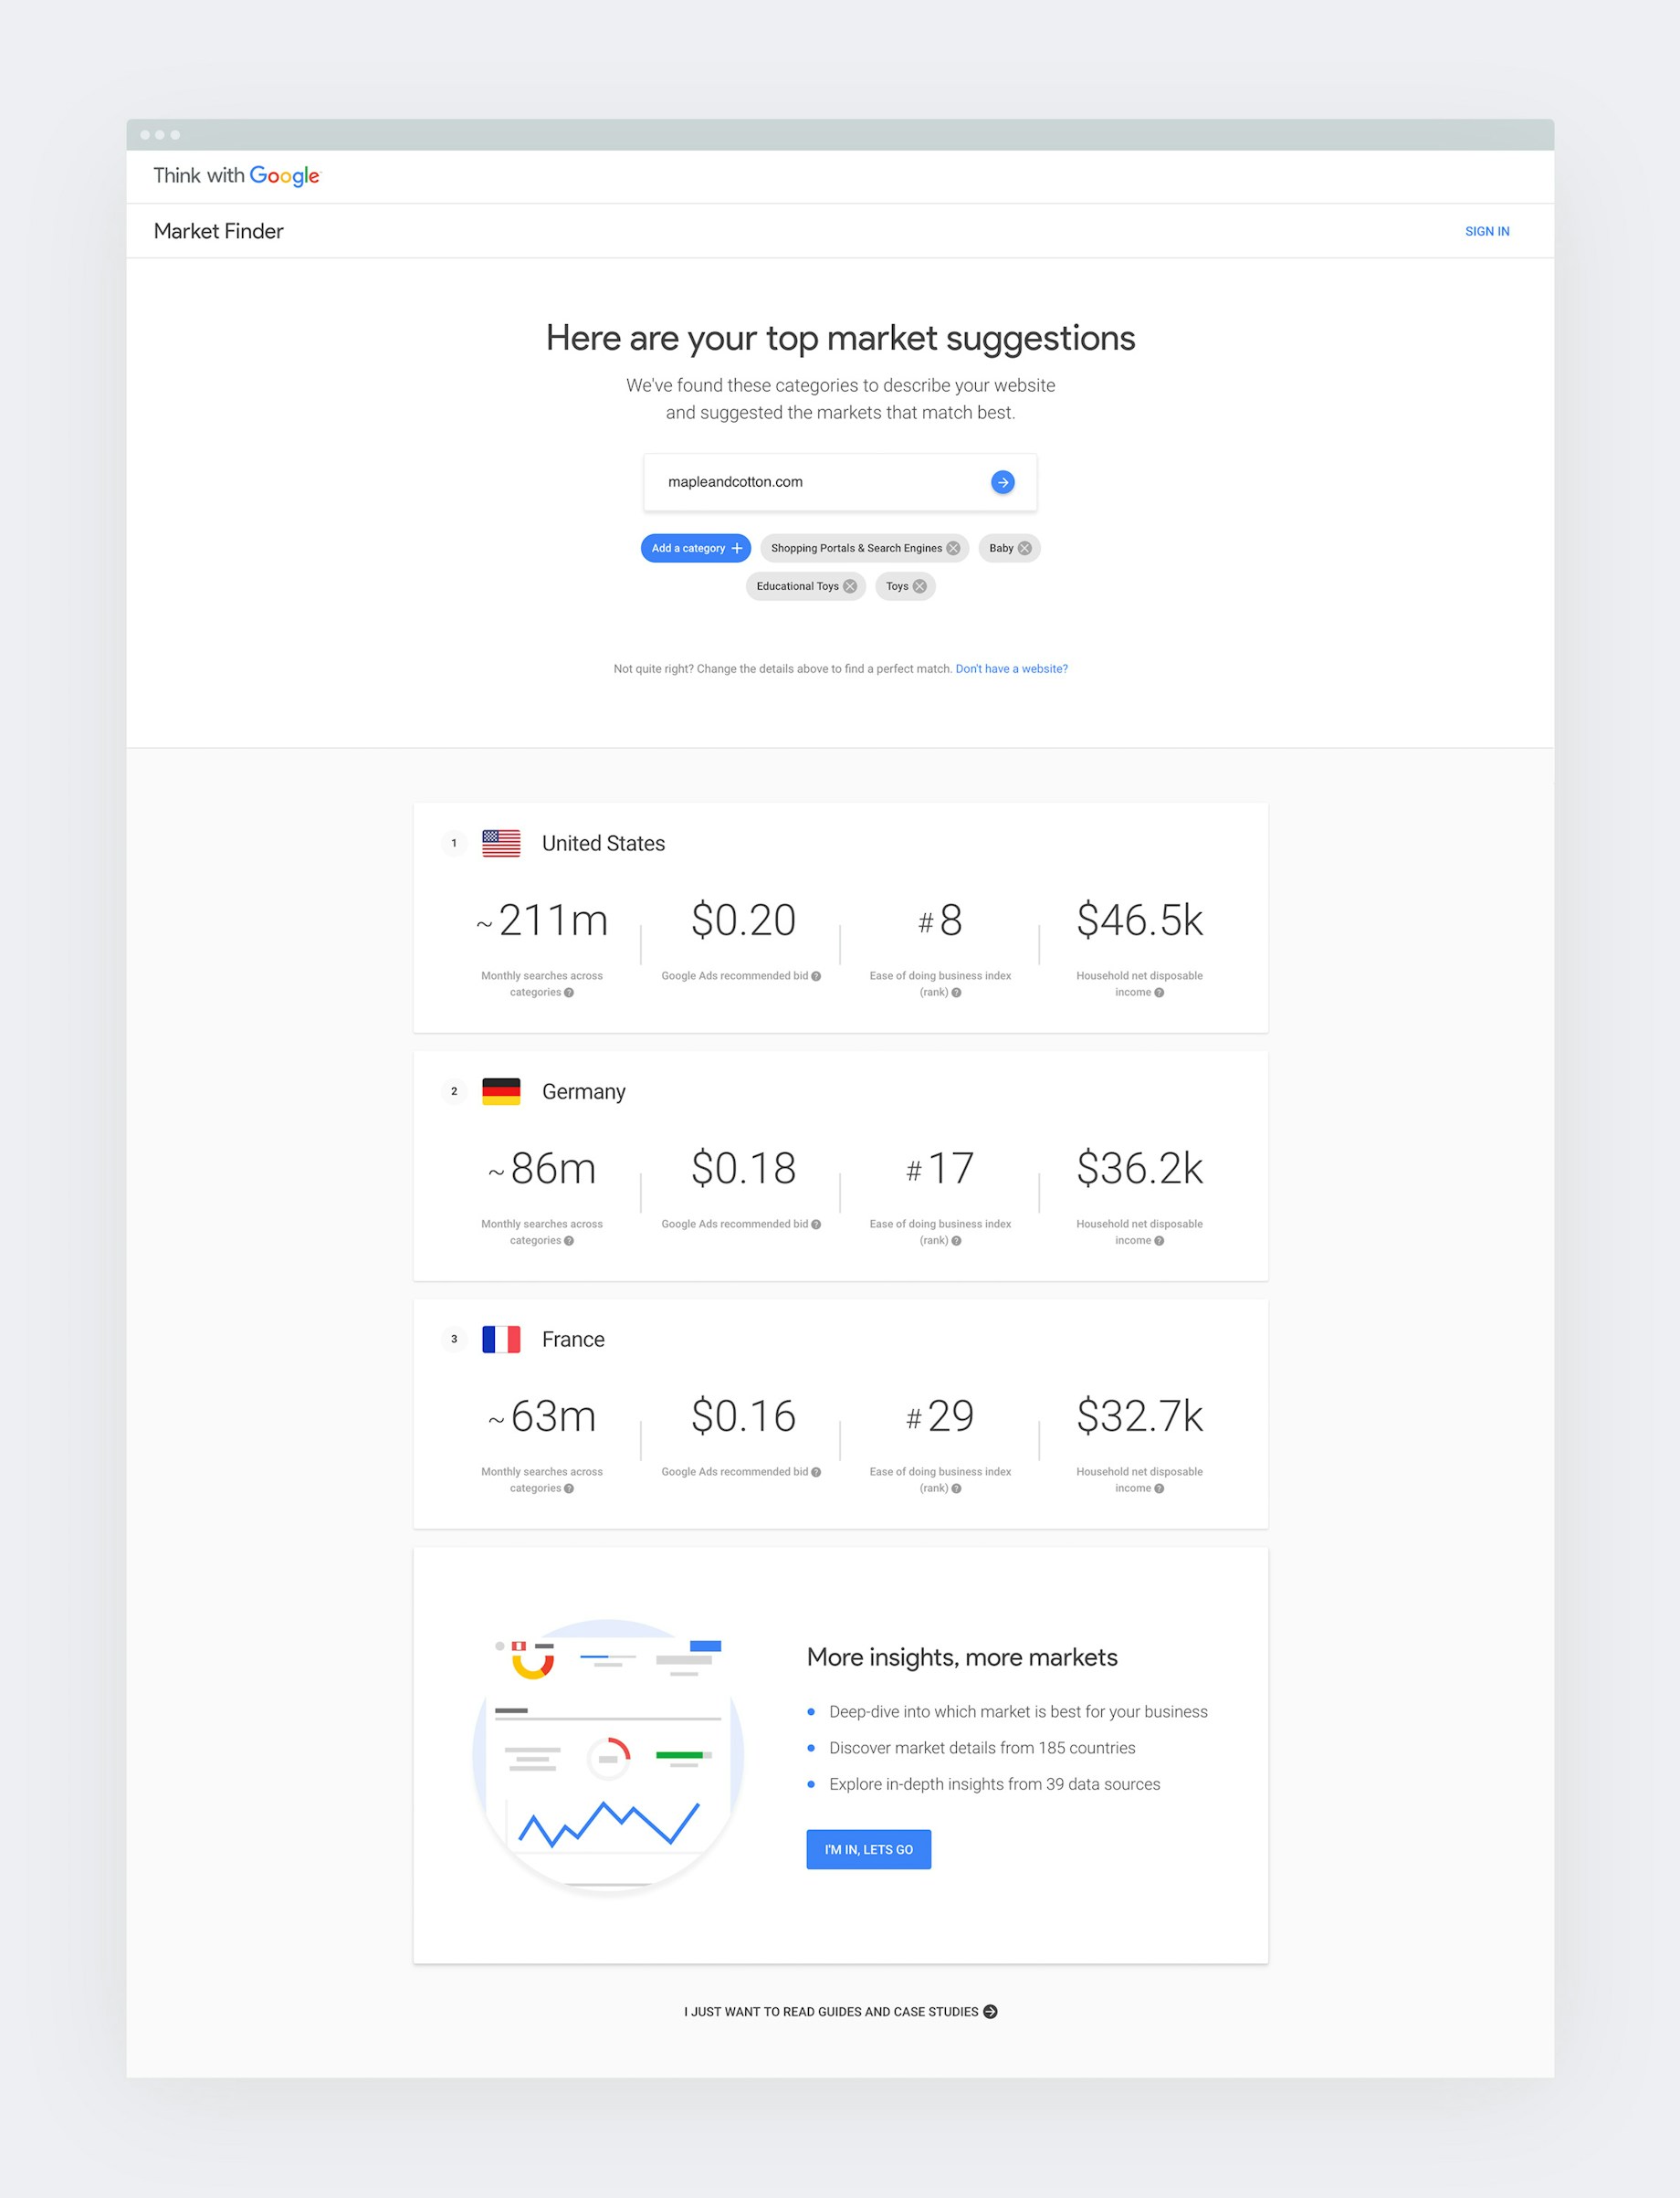 Think with Google
Market Finder
SIGN IN
Here are your top market suggestions
We've found these categories to describe your website
and suggested the markets that match best.
mapleandcotton.com
Add a category
Shopping Portals & Search Engines
Baby
Educational Toys
Toys
Not quite right? Change the details above to find a perfect match. Don't have a website?
1
United States
~211m
$0.20
#8
$46.5k
Monthly searches across
categories
Google Ads recommended bid
Ease of doing business index
(rank)
Household net disposable
income
2
Germany
~86m
$0.18
#17
$36.2k
Monthly searches across
categories
Google Ads recommended bid
Ease of doing business index
(rank)
Household net disposable
income
3
France
~63m
$0.16
#29
$32.7k
Monthly searches across
categories
Google Ads recommended bid
Ease of doing business index
(rank)
Household net disposable
income
More insights, more markets
Deep-dive into which market is best for your business
Discover market details from 185 countries
Explore in-depth insights from 39 data sources
I'M IN, LETS GO
I JUST WANT TO READ GUIDES AND CASE STUDIES